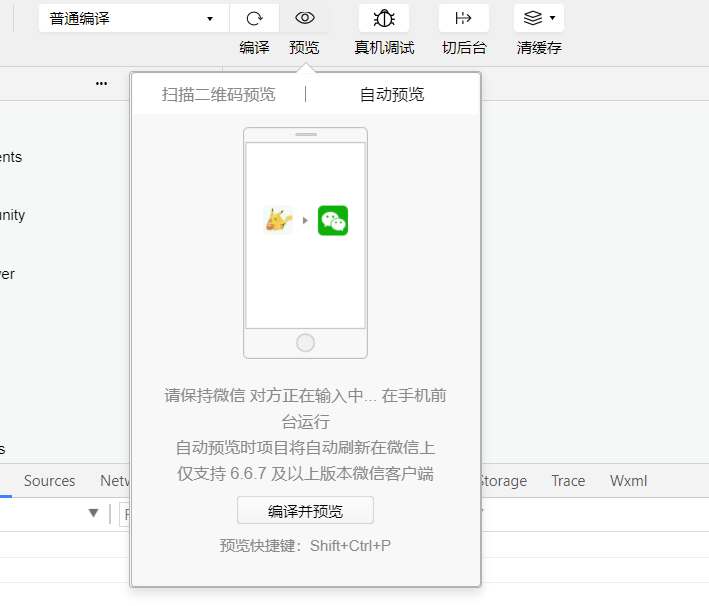 普通编译
编译 预览 真机调试 切后台 清缓存
...
扫描二维码预览 | 自动预览
ents
unity
ver
请保持微信 对方正在输入中... 在手机前
台运行
自动预览时项目将自动刷新在微信上
仅支持 6.6.7 及以上版本微信客户端
s
Sources Netw Storage Trace Wxml
编译并预览
预览快捷键：Shift+Ctrl+P